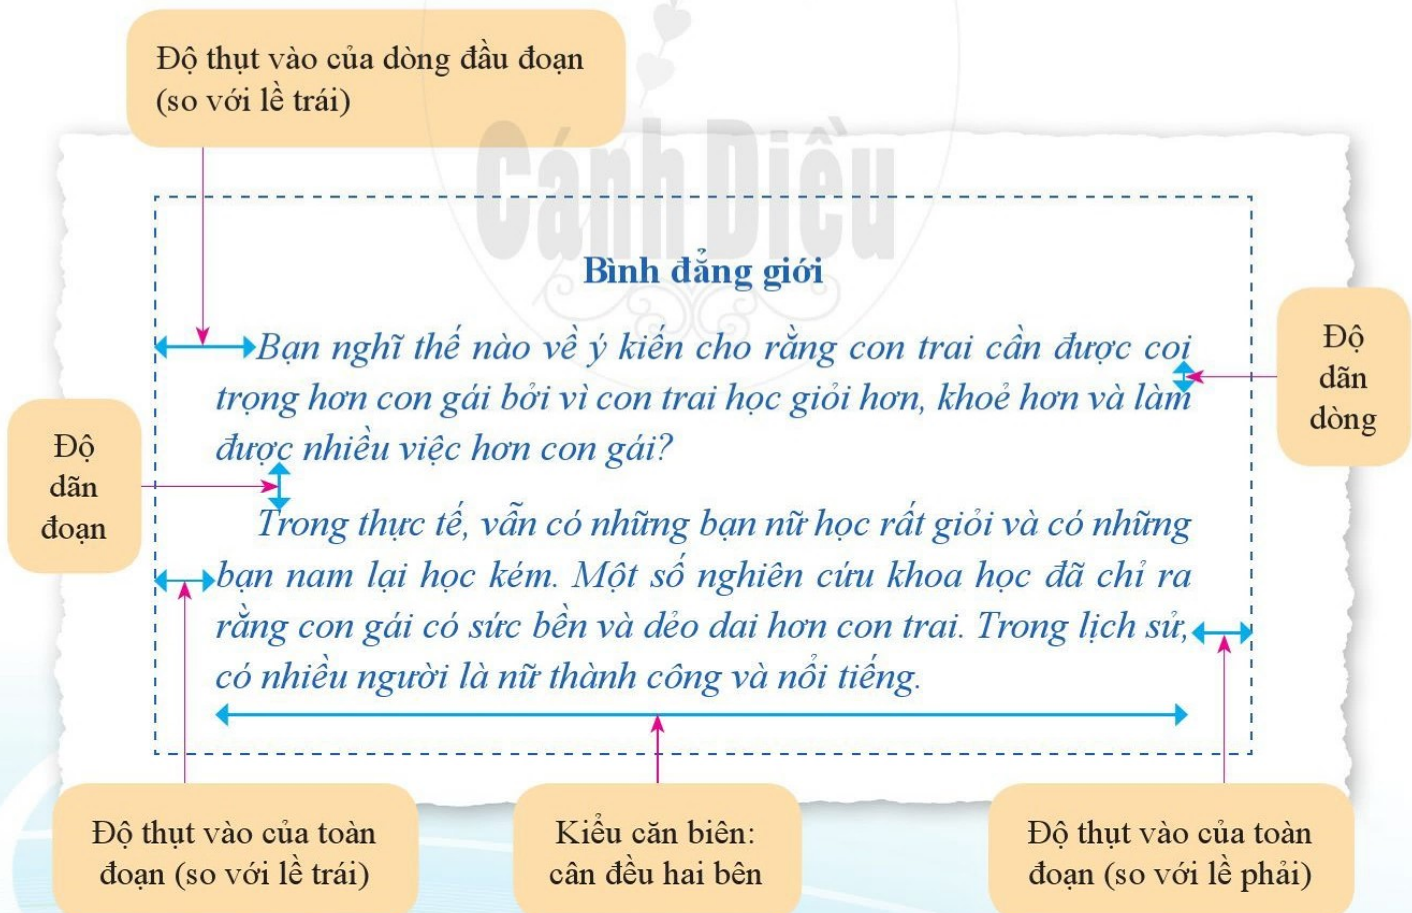 Độ thụt vào của dòng đầu đoạn
(so với lề trái)
Cánh Diều
Bình đẳng giới
Bạn nghĩ thế nào về ý kiến cho rằng con trai cần được coi
trọng hơn con gái bởi vì con trai học giỏi hơn, khoẻ hơn và làm
được nhiều việc hơn con gái?
Độ
dãn
dòng
Độ
dãn
đoạn
Trong thực tế, vẫn có những bạn nữ học rất giỏi và có những
bạn nam lại học kém. Một số nghiên cứu khoa học đã chỉ ra
rằng con gái có sức bền và dẻo dai hơn con trai. Trong lịch sử,
có nhiều người là nữ thành công và nổi tiếng.
Độ thụt vào của toàn
đoạn (so với lề trái)
Kiểu căn biên:
cân đều hai bên
Độ thụt vào của toàn
đoạn (so với lề phải)